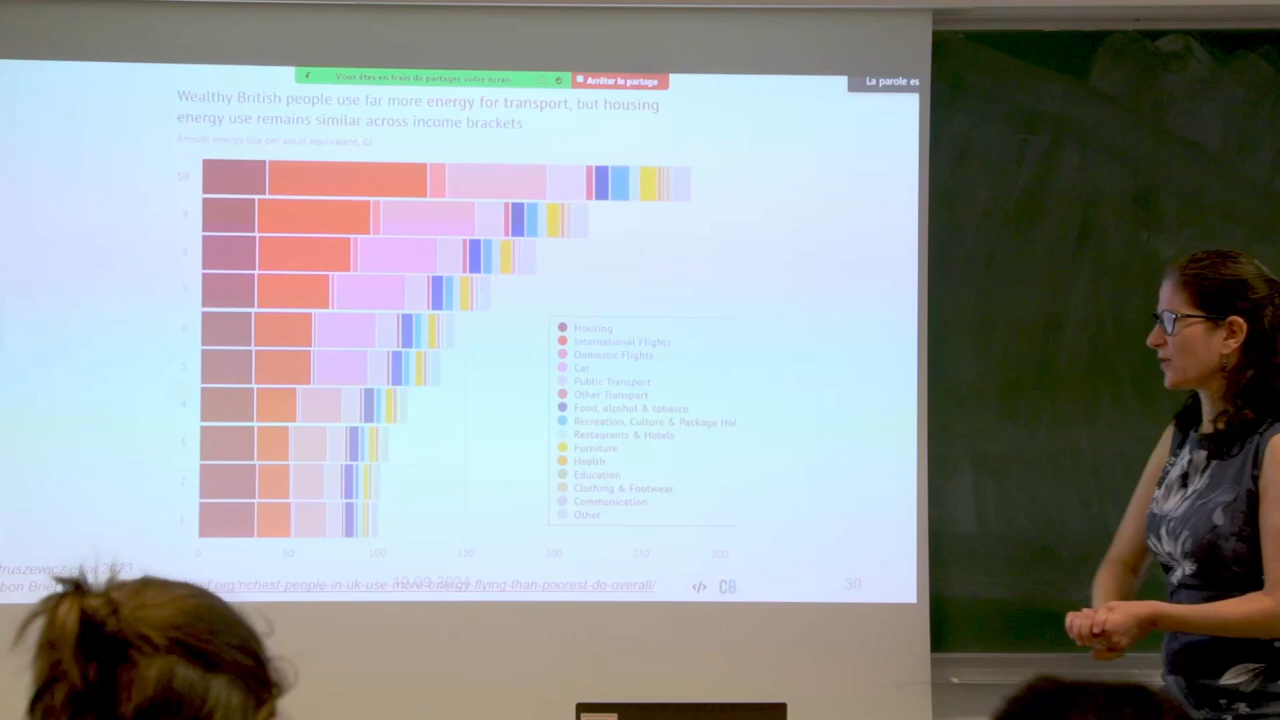 Vous êtes en train de partager votre écran
Arrêter le partage
La parole es
Wealthy British people use far more energy for transport, but housing
energy use remains similar across income brackets
Annual energy use per adult equivalent, GJ
10
9
8
7
6
5
4
3
2
1
Housing
International Flights
Domestic Flights
Car
Public Transport
Other Transport
Food, alcohol & tobacco
Recreation, Culture & Package Hol
Restaurants & Hotels
Furniture
Health
Education
Clothing & Footwear
Communication
Other
0 50 100 150 200 250 300
2023
bon Brie
.org/richest-people-in-uk-use-more-energy-flying-than-poorest-do-overall/
</> CB
30